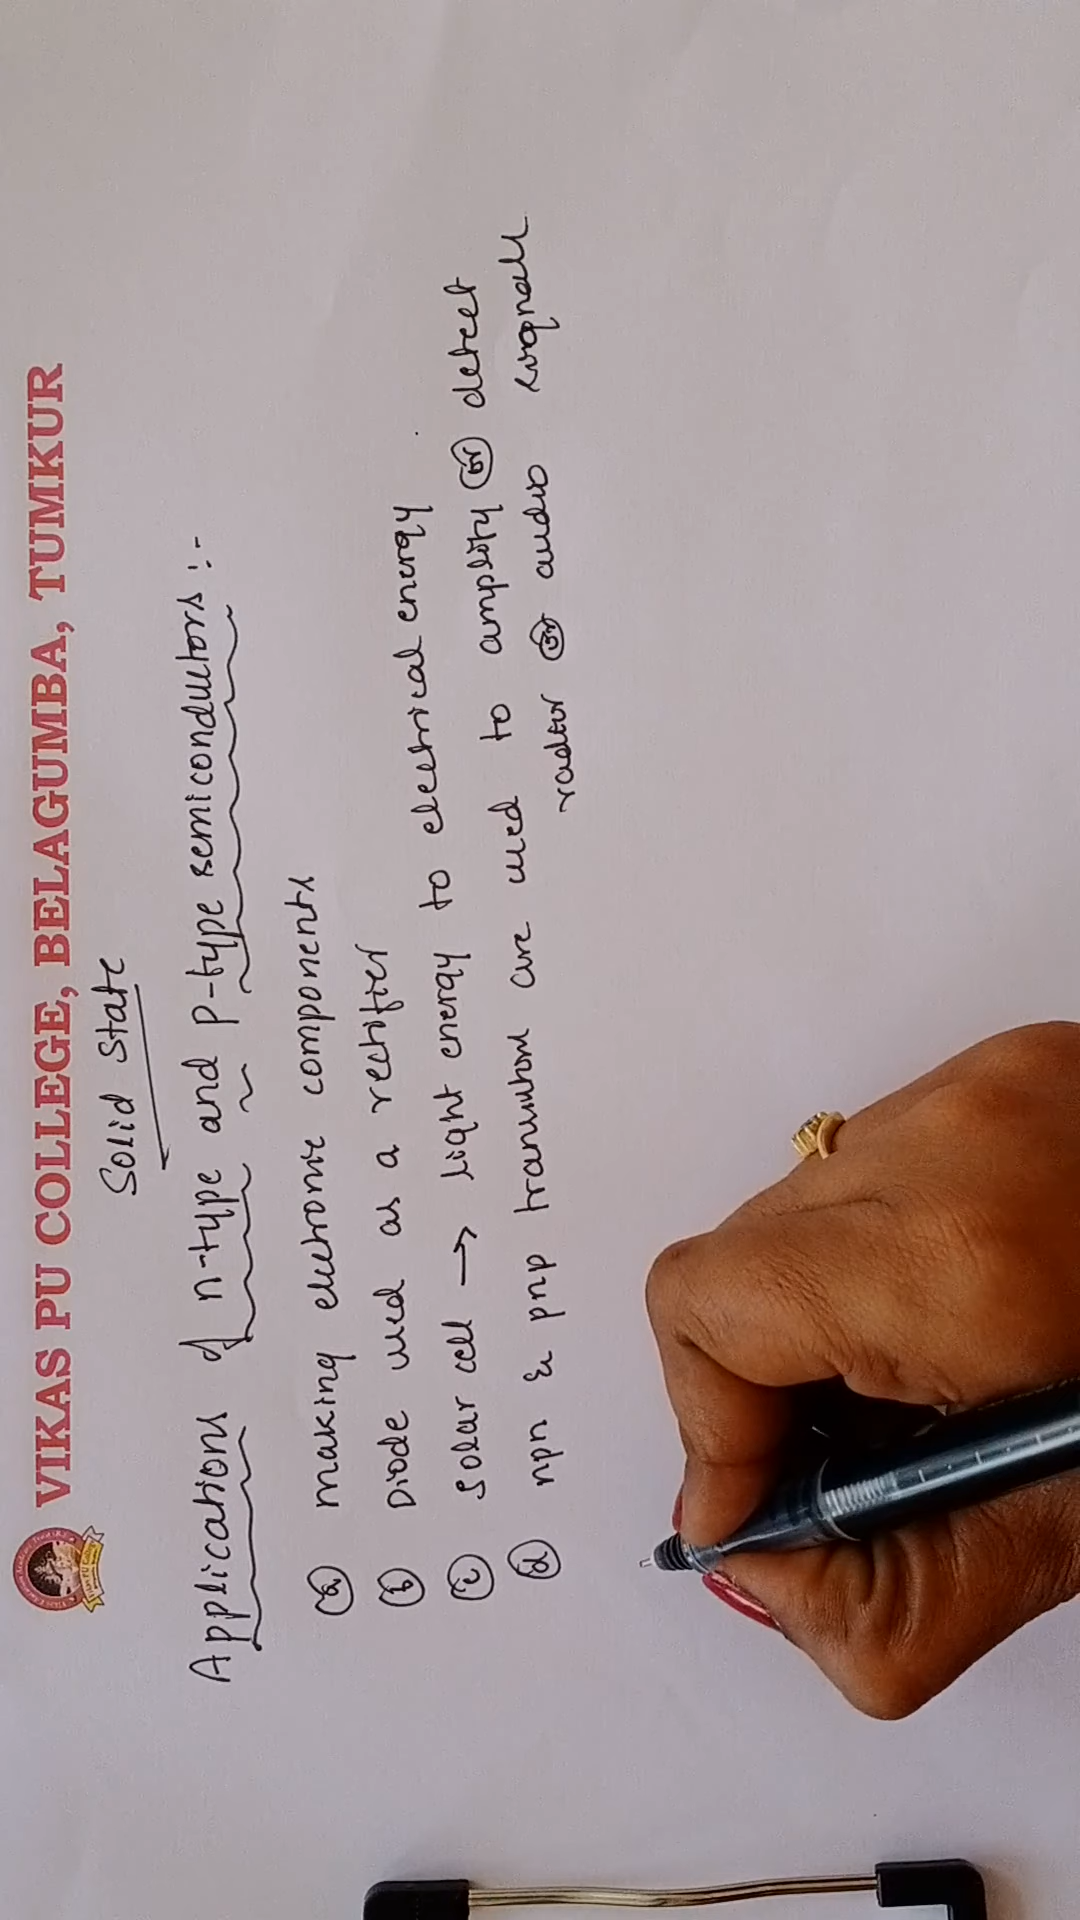 VIKAS PU COLLEGE, BELAGUMBA, TUMKUR
Solid State
Applications of n-type and p-type semiconductors :-
(a) making electronic components
(b) Diode used as a rectifier
(c) solar cell → light energy to electrical energy
(d) npn & pnp transistors are used to amplify (or) detect
radio (or) audio signals